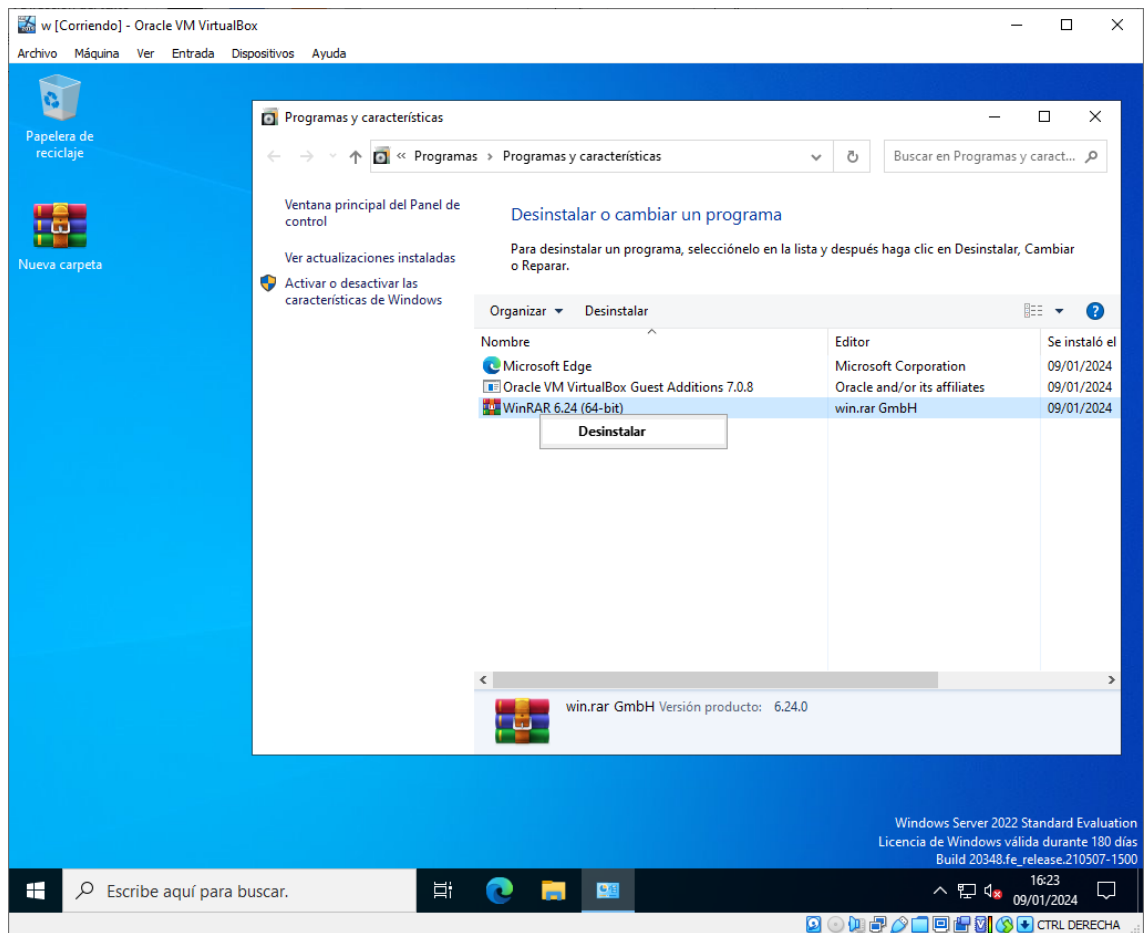 w [Corriendo] - Oracle VM VirtualBox
Archivo Máquina Ver Entrada Dispositivos Ayuda
Papelera de
reciclaje
Nueva carpeta
Programas y características
« Programas › Programas y características
Buscar en Programas y caract...
Ventana principal del Panel de
control
Ver actualizaciones instaladas
Activar o desactivar las
características de Windows
Desinstalar o cambiar un programa
Para desinstalar un programa, selecciónelo en la lista y después haga clic en Desinstalar, Cambiar
o Reparar.
Organizar Desinstalar
Nombre Editor Se instaló el
Microsoft Edge Microsoft Corporation 09/01/2024
Oracle VM VirtualBox Guest Additions 7.0.8 Oracle and/or its affiliates 09/01/2024
WinRAR 6.24 (64-bit) win.rar GmbH 09/01/2024
Desinstalar
win.rar GmbH Versión producto: 6.24.0
Windows Server 2022 Standard Evaluation
Licencia de Windows válida durante 180 días
Build 20348.fe_release.210507-1500
Escribe aquí para buscar.
16:23
09/01/2024
CTRL DERECHA